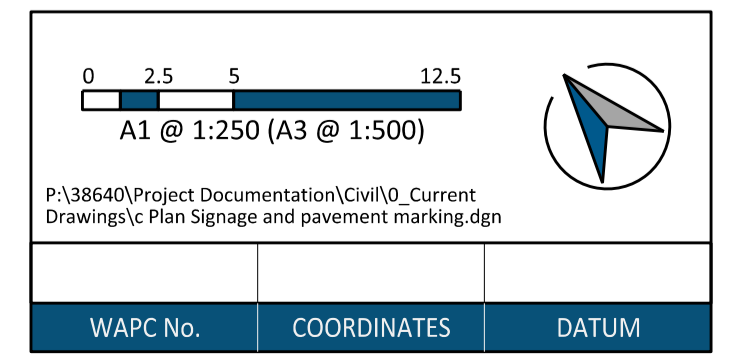 0 2.5 5 12.5
A1 @ 1:250 (A3 @ 1:500)
P:\38640\Project Documentation\Civil\0_Current
Drawings\c Plan Signage and pavement marking.dgn
WAPC No. COORDINATES DATUM